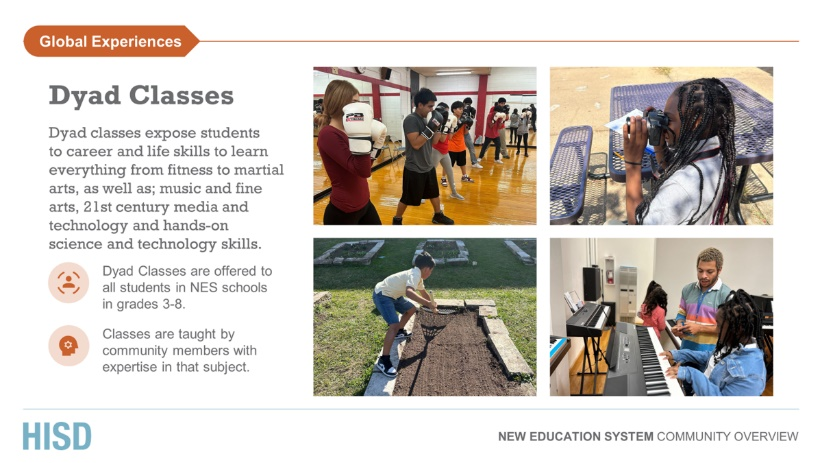 Global Experiences
Dyad Classes
Dyad classes expose students
to career and life skills to learn
everything from fitness to martial
arts, as well as; music and fine
arts, 21st century media and
technology and hands-on
science and technology skills.
Dyad Classes are offered to
all students in NES schools
in grades 3-8.
Classes are taught by
community members with
expertise in that subject.
HISD
NEW EDUCATION SYSTEM COMMUNITY OVERVIEW